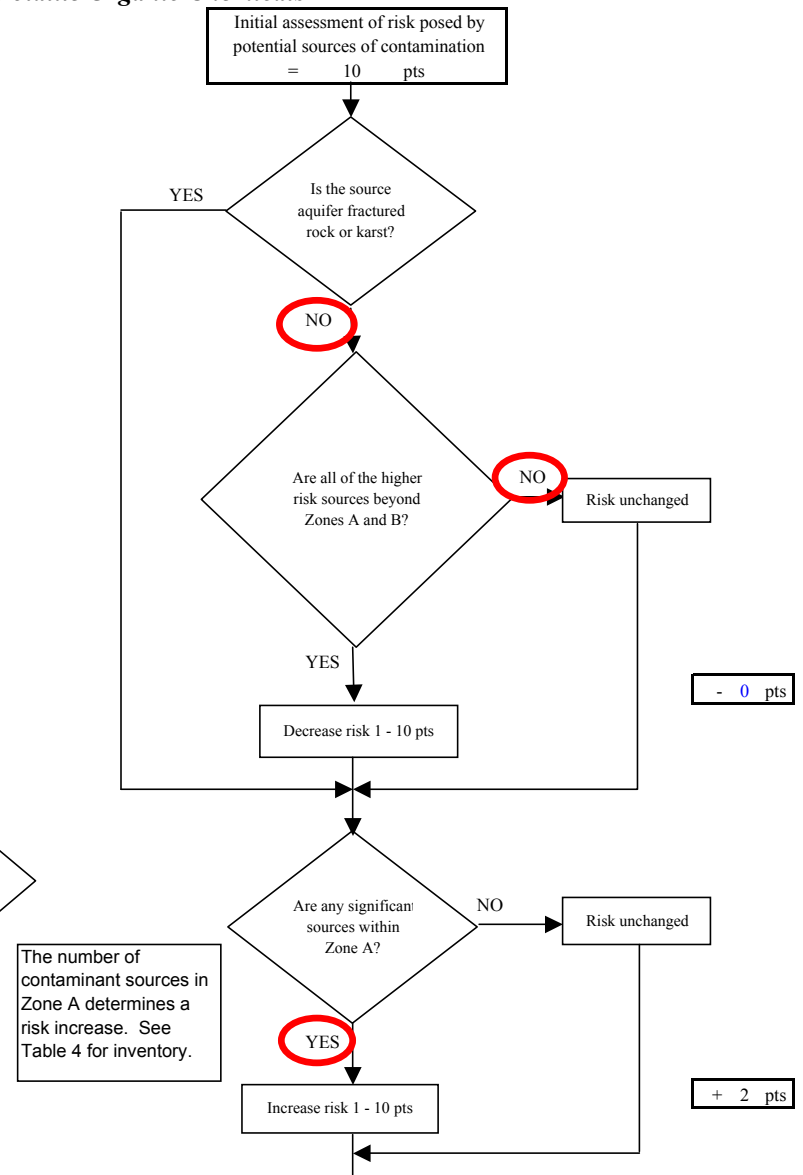 Organic Chemicals
Initial assessment of risk posed by
potential sources of contamination
= 10 pts
Is the source
aquifer fractured
rock or karst?
YES
NO
Are all of the higher
risk sources beyond
Zones A and B?
NO
Risk unchanged
YES
- 0 pts
Decrease risk 1 - 10 pts
Are any significant
sources within
Zone A?
NO
Risk unchanged
The number of
contaminant sources in
Zone A determines a
risk increase. See
Table 4 for inventory.
YES
Increase risk 1 - 10 pts
+ 2 pts